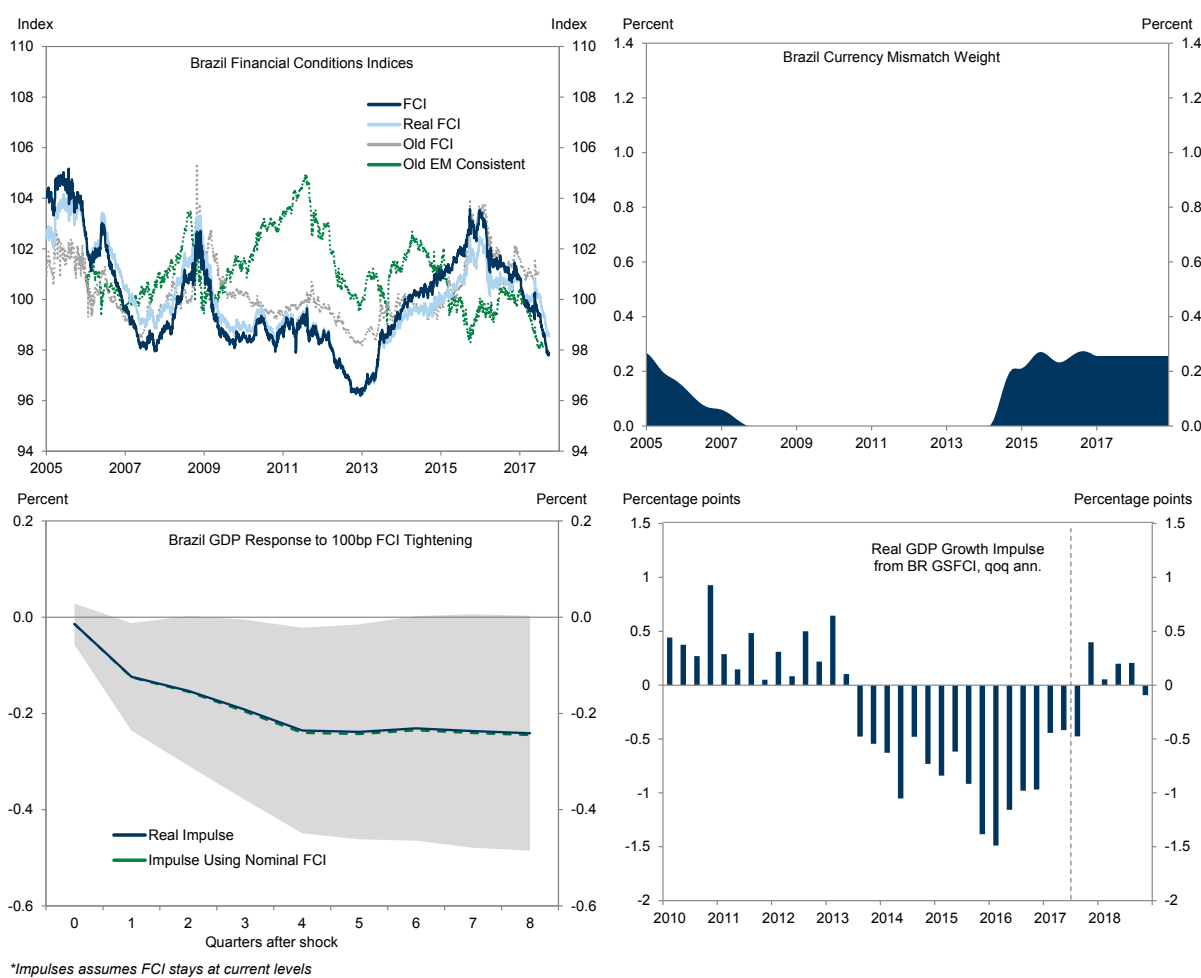 Index
Index
Brazil Financial Conditions Indices
FCI
Real FCI
Old FCI
Old EM Consistent
110
108
106
104
102
100
98
96
94
110
108
106
104
102
100
98
96
94
2005 2007 2009 2011 2013 2015 2017
Percent
Percent
Brazil Currency Mismatch Weight
1.4
1.2
1.0
0.8
0.6
0.4
0.2
0.0
1.4
1.2
1.0
0.8
0.6
0.4
0.2
0.0
2005 2007 2009 2011 2013 2015 2017
Percent
Percent
Brazil GDP Response to 100bp FCI Tightening
0.2
0.0
-0.2
-0.4
-0.6
0.2
0.0
-0.2
-0.4
-0.6
Real Impulse
Impulse Using Nominal FCI
0 1 2 3 4 5 6 7 8
Quarters after shock
Percentage points
Percentage points
Real GDP Growth Impulse
from BR GSFCI, qoq ann.
1.5
1
0.5
0
-0.5
-1
-1.5
-2
1.5
1
0.5
0
-0.5
-1
-1.5
-2
2010 2011 2012 2013 2014 2015 2016 2017 2018
*Impulses assumes FCI stays at current levels